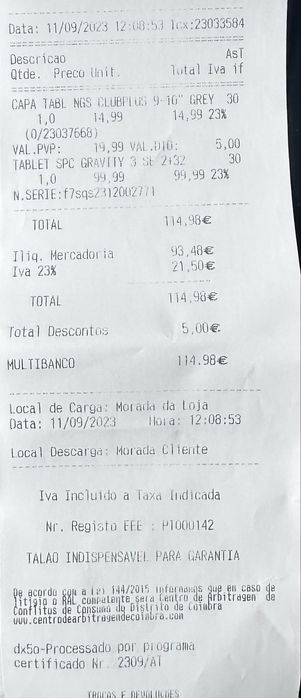 Data: 11/09/2023 12:08:53 Tcx:23033584
Descricao AsT
Qtde. Preco Unit. Total Iva if
CAPA TABL NGS CLUBPLUS 9-10" GREY 30
1,0 14,99 14,99 23%
(O/23037668)
VAL.PVP: 19,99 VAL.DTO: 5,00
TABLET SPC GRAVITY 3 SE 2+32 30
1,0 99,99 99,99 23%
N.SERIE:f7sqs2312002771
TOTAL 114,98€
Iliq. Mercadoria 93,48€
Iva 23% 21,50€
TOTAL 114,98€
Total Descontos 5,00€
MULTIBANCO 114.98€
Local de Carga: Morada da Loja
Data: 11/09/2023 Hora: 12:08:53
Local Descarga: Morada Cliente
Iva Incluido a Taxa Indicada
Nr. Registo EEE : PT000142
TALAO INDISPENSAVEL PARA GARANTIA
De acordo com a Lei 144/2015 informamos que em caso de
litigio o RAL competente sera Centro de Arbitragem de
Conflitus de Consumo do Distrito de Coimbra
www.centrodearbitragendecoimbra.com
dx5o-Processado por programa
certificado Nr. 2309/AT
TROCAS E DEVOLUCOES